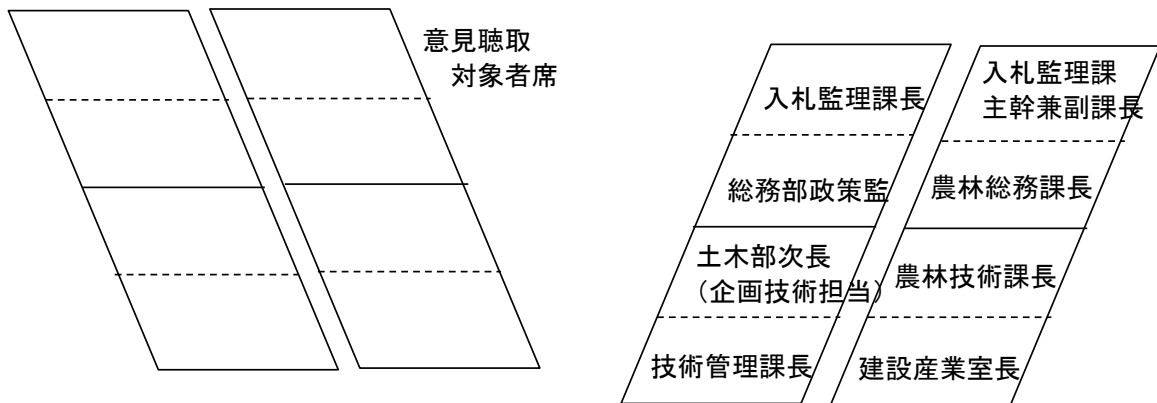 意見聴取
対象者席
入札監理課長
総務部政策監
土木部次長
（企画技術担当）
技術管理課長
入札監理課
主幹兼副課長
農林総務課長
農林技術課長
建設産業室長